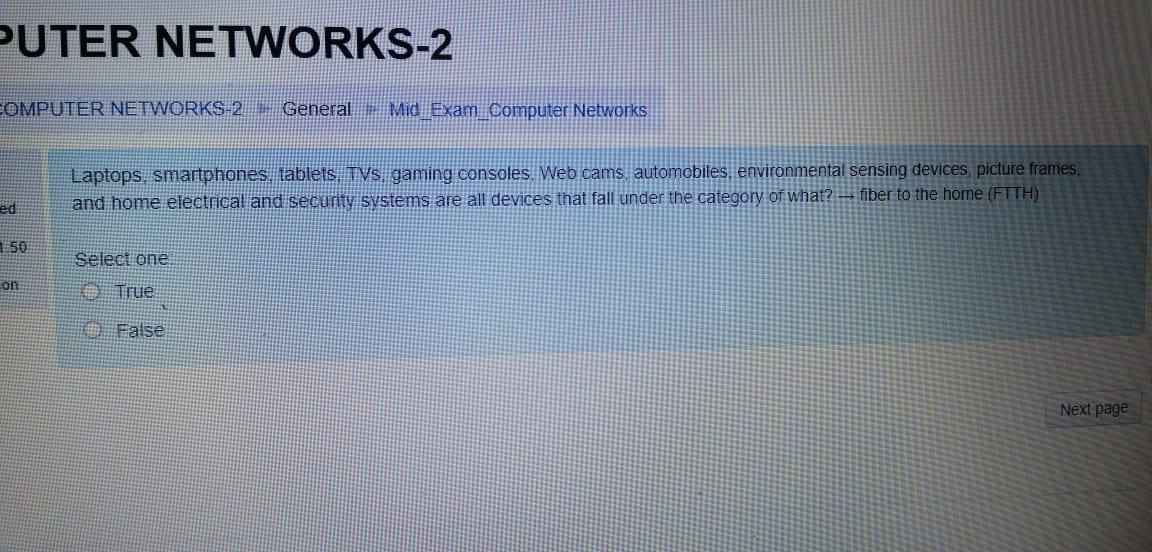 PUTER NETWORKS-2
COMPUTER NETWORKS-2 General Mid_Exam_Computer Networks
Laptops, smartphones, tablets, TVs, gaming consoles, Web cams, automobiles, environmental sensing devices, picture frames,
and home electrical and security systems are all devices that fall under the category of what? → fiber to the home (FTTH)
ed
1.50
on
Select one:
True
False
Next page